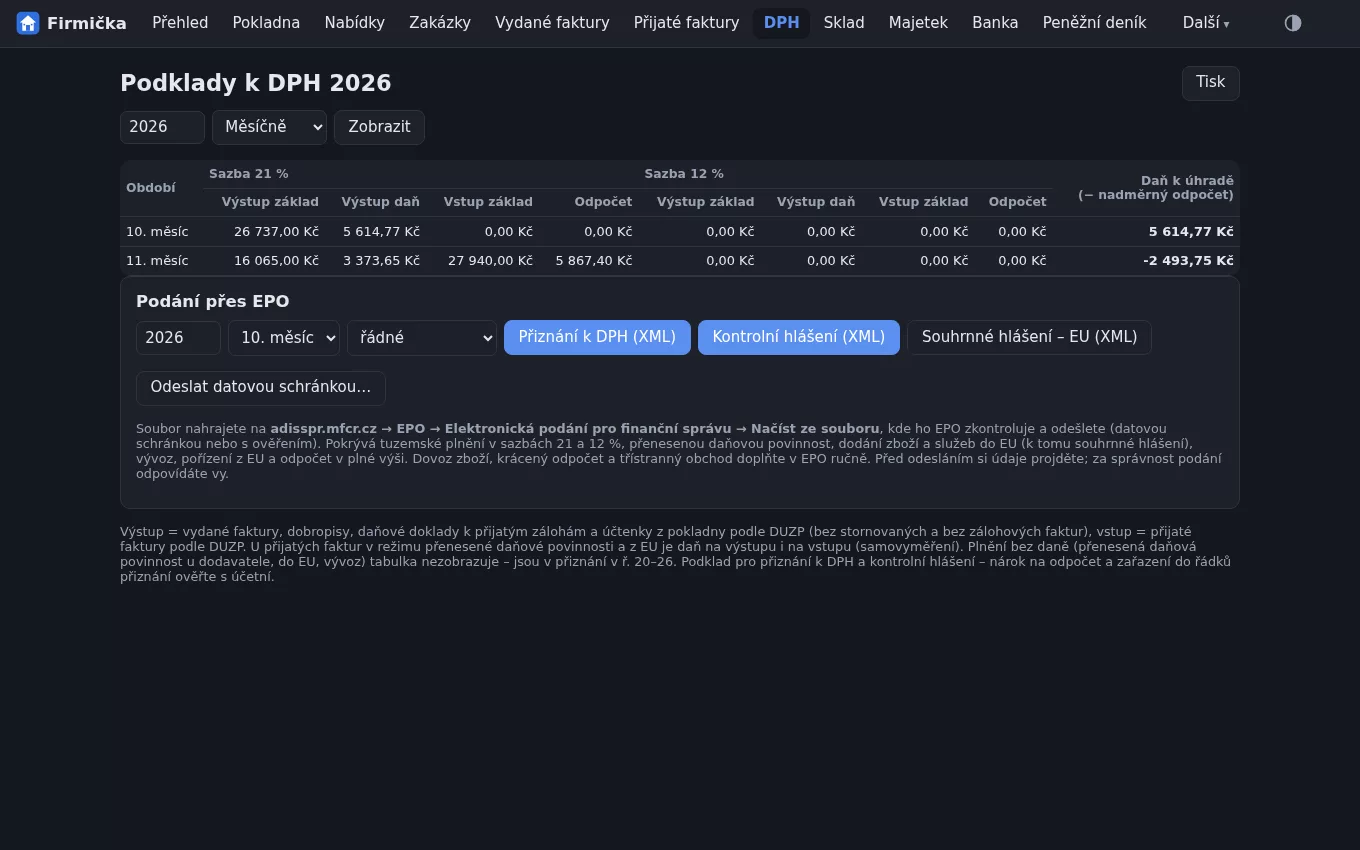 Firmička Přehled Pokladna Nabídky Zakázky Vydané faktury Přijaté faktury DPH Sklad Majetek Banka Peněžní deník Další ▾
Podklady k DPH 2026 Tisk
2026 Měsíčně Zobrazit
Období Sazba 21 % Sazba 12 % Daň k úhradě (− nadměrný odpočet)
Výstup základ Výstup daň Vstup základ Odpočet Výstup základ Výstup daň Vstup základ Odpočet
10. měsíc 26 737,00 Kč 5 614,77 Kč 0,00 Kč 0,00 Kč 0,00 Kč 0,00 Kč 0,00 Kč 0,00 Kč 5 614,77 Kč
11. měsíc 16 065,00 Kč 3 373,65 Kč 27 940,00 Kč 5 867,40 Kč 0,00 Kč 0,00 Kč 0,00 Kč 0,00 Kč -2 493,75 Kč
Podání přes EPO
2026 10. měsíc řádné Přiznání k DPH (XML) Kontrolní hlášení (XML) Souhrnné hlášení – EU (XML)
Odeslat datovou schránkou…
Soubor nahrajete na adisspr.mfcr.cz → EPO → Elektronická podání pro finanční správu → Načíst ze souboru, kde ho EPO zkontroluje a odešlete (datovou
schránkou nebo s ověřením). Pokrývá tuzemské plnění v sazbách 21 a 12 %, přenesenou daňovou povinnost, dodání zboží a služeb do EU (k tomu souhrnné hlášení),
vývoz, pořízení z EU a odpočet v plné výši. Dovoz zboží, krácený odpočet a třístranný obchod doplňte v EPO ručně. Před odesláním si údaje projděte; za správnost podání
odpovídáte vy.
Výstup = vydané faktury, dobropisy, daňové doklady k přijatým zálohám a účtenky z pokladny podle DUZP (bez stornovaných a bez zálohových faktur), vstup = přijaté
faktury podle DUZP. U přijatých faktur v režimu přenesené daňové povinnosti a z EU je daň na výstupu i na vstupu (samovyměření). Plnění bez daně (přenesená daňová
povinnost u dodavatele, do EU, vývoz) tabulka nezobrazuje – jsou v přiznání v ř. 20–26. Podklad pro přiznání k DPH a kontrolní hlášení – nárok na odpočet a zařazení do řádků
přiznání ověřte s účetní.